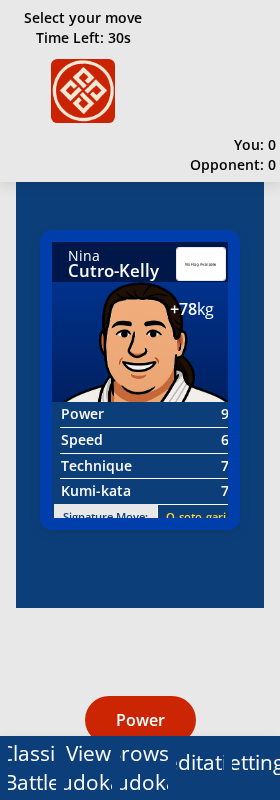 Select your move
Time Left: 30s
You: 0
Opponent: 0
Nina
Cutro-Kelly
No Flag Available
+78kg
Power 9
Speed 6
Technique 7
Kumi-kata 7
Signature Move: O-soto-gari
Power
Classi View rows ditati etting
Battle udoka udoka